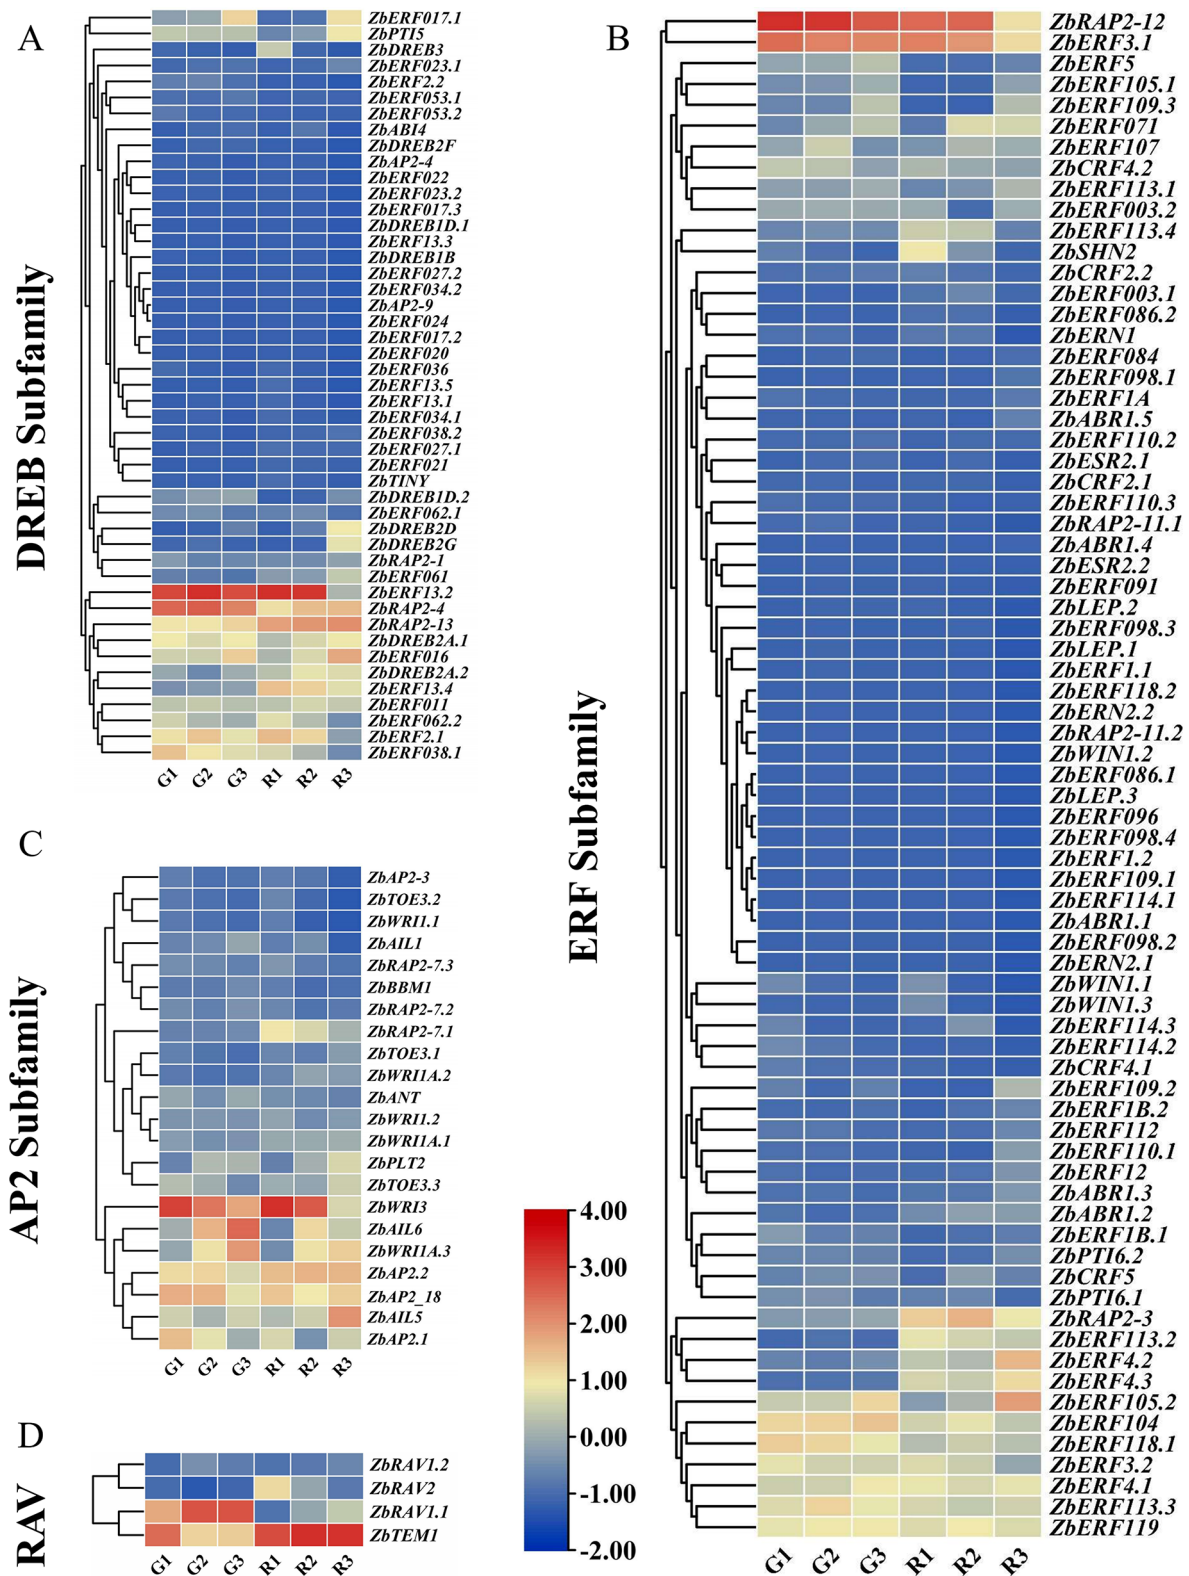 A
DREB Subfamily
ZbERF017.1
ZbPTI5
ZbDREB3
ZbERF023.1
ZbERF2.2
ZbERF053.1
ZbERF053.2
ZbABI4
ZbDREB2F
ZbAP2-4
ZbERF022
ZbERF023.2
ZbERF017.3
ZbDREB1D.1
ZbERF13.3
ZbDREB1B
ZbERF027.2
ZbERF034.2
ZbAP2-9
ZbERF024
ZbERF017.2
ZbERF020
ZbERF036
ZbERF13.5
ZbERF13.1
ZbERF034.1
ZbERF038.2
ZbERF027.1
ZbERF021
ZbTINY
ZbDREB1D.2
ZbERF062.1
ZbDREB2D
ZbDREB2G
ZbRAP2-1
ZbERF061
ZbERF13.2
ZbRAP2-4
ZbRAP2-13
ZbDREB2A.1
ZbERF016
ZbDREB2A.2
ZbERF13.4
ZbERF011
ZbERF062.2
ZbERF2.1
ZbERF038.1
G1 G2 G3 R1 R2 R3
B
ERF Subfamily
ZbRAP2-12
ZbERF3.1
ZbERF5
ZbERF105.1
ZbERF109.3
ZbERF071
ZbERF107
ZbCRF4.2
ZbERF113.1
ZbERF003.2
ZbERF113.4
ZbSHN2
ZbCRF2.2
ZbERF003.1
ZbERF086.2
ZbERN1
ZbERF084
ZbERF098.1
ZbERF1A
ZbABR1.5
ZbERF110.2
ZbESR2.1
ZbCRF2.1
ZbERF110.3
ZbRAP2-11.1
ZbABR1.4
ZbESR2.2
ZbERF091
ZbLEP.2
ZbERF098.3
ZbLEP.1
ZbERF1.1
ZbERF118.2
ZbERN2.2
ZbRAP2-11.2
ZbWIN1.2
ZbERF086.1
ZbLEP.3
ZbERF096
ZbERF098.4
ZbERF1.2
ZbERF109.1
ZbERF114.1
ZbABR1.1
ZbERF098.2
ZbERN2.1
ZbWIN1.1
ZbWIN1.3
ZbERF114.3
ZbERF114.2
ZbCRF4.1
ZbERF109.2
ZbERF1B.2
ZbERF112
ZbERF110.1
ZbERF12
ZbABR1.3
ZbABR1.2
ZbERF1B.1
ZbPTI6.2
ZbCRF5
ZbPTI6.1
ZbRAP2-3
ZbERF113.2
ZbERF4.2
ZbERF4.3
ZbERF105.2
ZbERF104
ZbERF118.1
ZbERF3.2
ZbERF4.1
ZbERF113.3
ZbERF119
G1 G2 G3 R1 R2 R3
C
AP2 Subfamily
ZbAP2-3
ZbTOE3.2
ZbWRI1.1
ZbAIL1
ZbRAP2-7.3
ZbBBM1
ZbRAP2-7.2
ZbRAP2-7.1
ZbTOE3.1
ZbWRI1A.2
ZbANT
ZbWRI1.2
ZbWRI1A.1
ZbPLT2
ZbTOE3.3
ZbWRI3
ZbAIL6
ZbWRI1A.3
ZbAP2.2
ZbAP2_18
ZbAIL5
ZbAP2.1
G1 G2 G3 R1 R2 R3
D
RAV
ZbRAV1.2
ZbRAV2
ZbRAV1.1
ZbTEM1
G1 G2 G3 R1 R2 R3
4.00
3.00
2.00
1.00
0.00
-1.00
-2.00